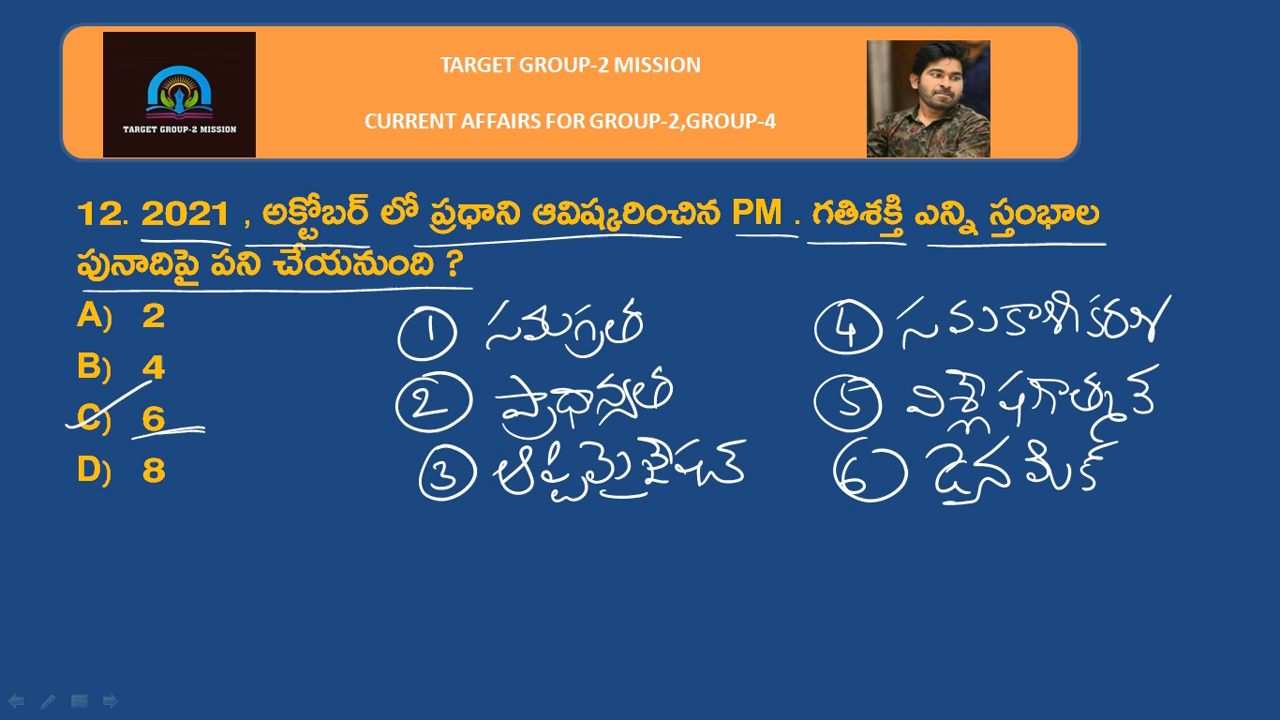 TARGET GROUP-2 MISSION
TARGET GROUP-2 MISSION
CURRENT AFFAIRS FOR GROUP-2,GROUP-4
12. 2021 , అక్టోబర్ లో ప్రధాని ఆవిష్కరించిన PM . గతిశక్తి ఎన్ని స్తంభాల
పునాదిపై పని చేయనుంది ?
A) 2
B) 4
C) 6
D) 8
1 సమగ్రత
2 ప్రాధాన్యత
3 ఆప్టిమైజేషన్
4 సమకాళికరణ
5 విశ్లేషణాత్మక
6 డైనమిక్